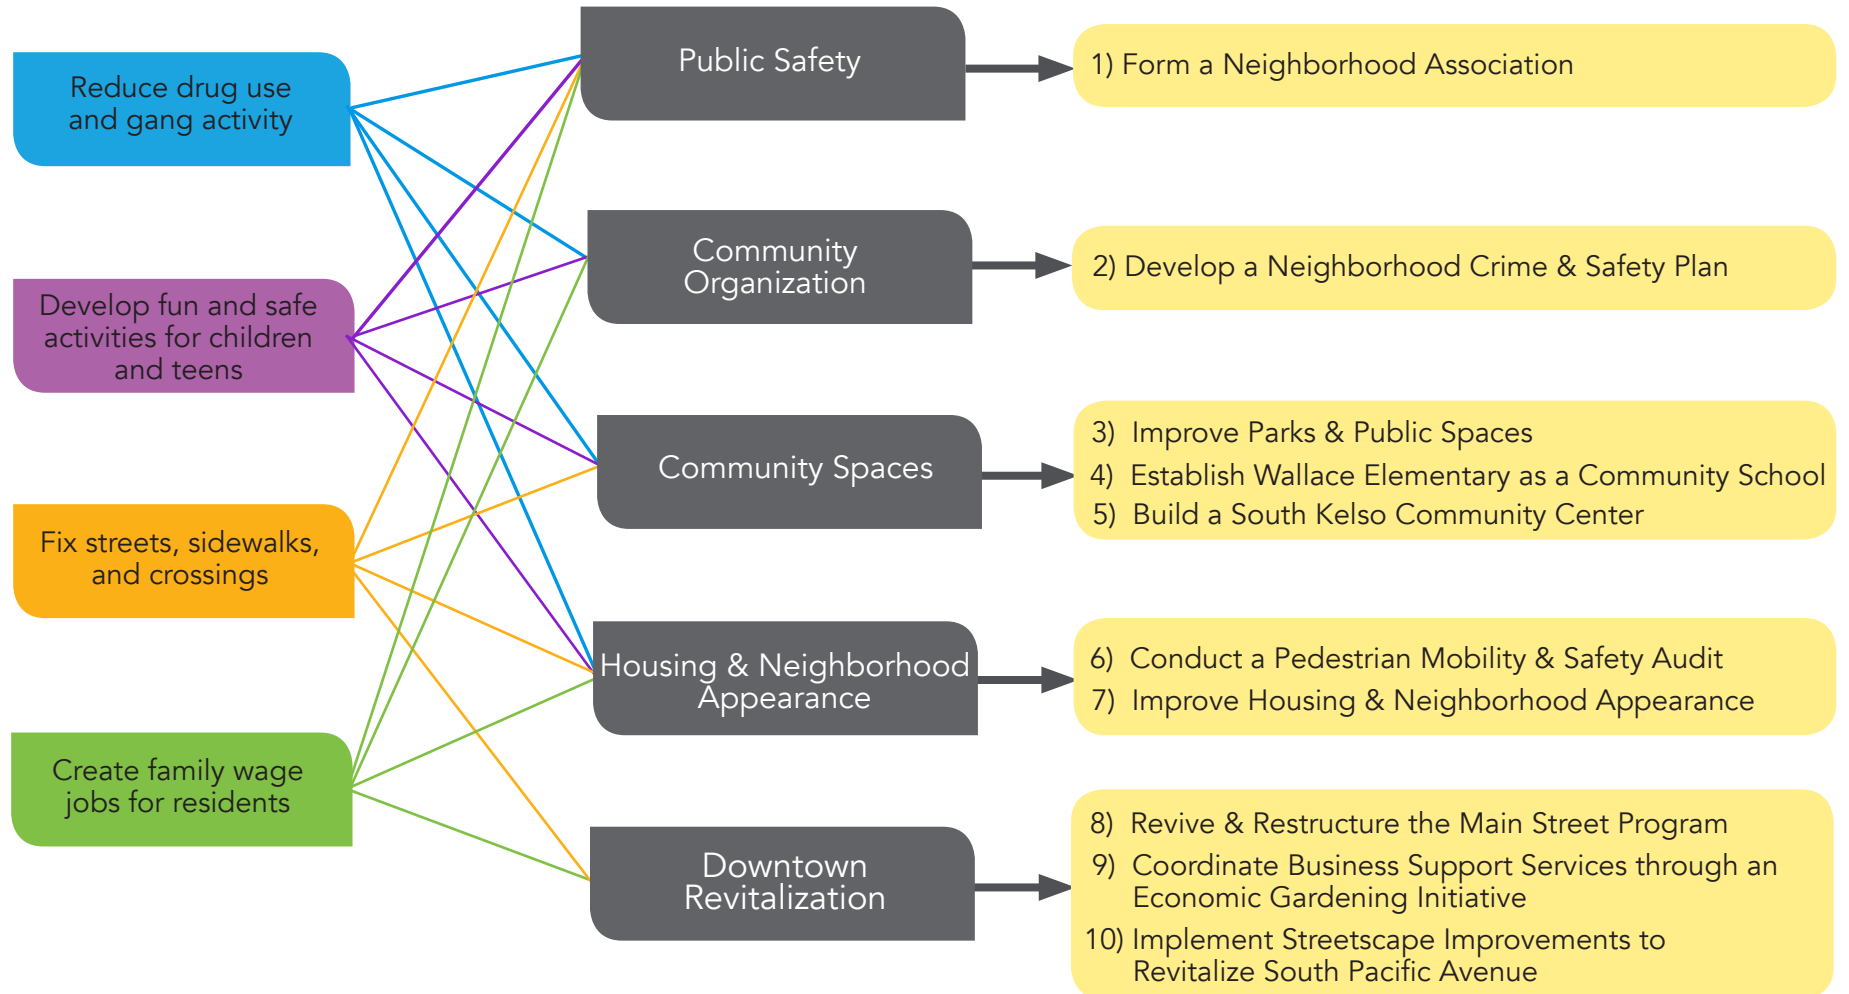 Reduce drug use
and gang activity
Develop fun and safe
activities for children
and teens
Fix streets, sidewalks,
and crossings
Create family wage
jobs for residents
Public Safety
Community
Organization
Community Spaces
Housing & Neighborhood
Appearance
Downtown
Revitalization
1) Form a Neighborhood Association
2) Develop a Neighborhood Crime & Safety Plan
3) Improve Parks & Public Spaces
4) Establish Wallace Elementary as a Community School
5) Build a South Kelso Community Center
6) Conduct a Pedestrian Mobility & Safety Audit
7) Improve Housing & Neighborhood Appearance
8) Revive & Restructure the Main Street Program
9) Coordinate Business Support Services through an
Economic Gardening Initiative
10) Implement Streetscape Improvements to
Revitalize South Pacific Avenue